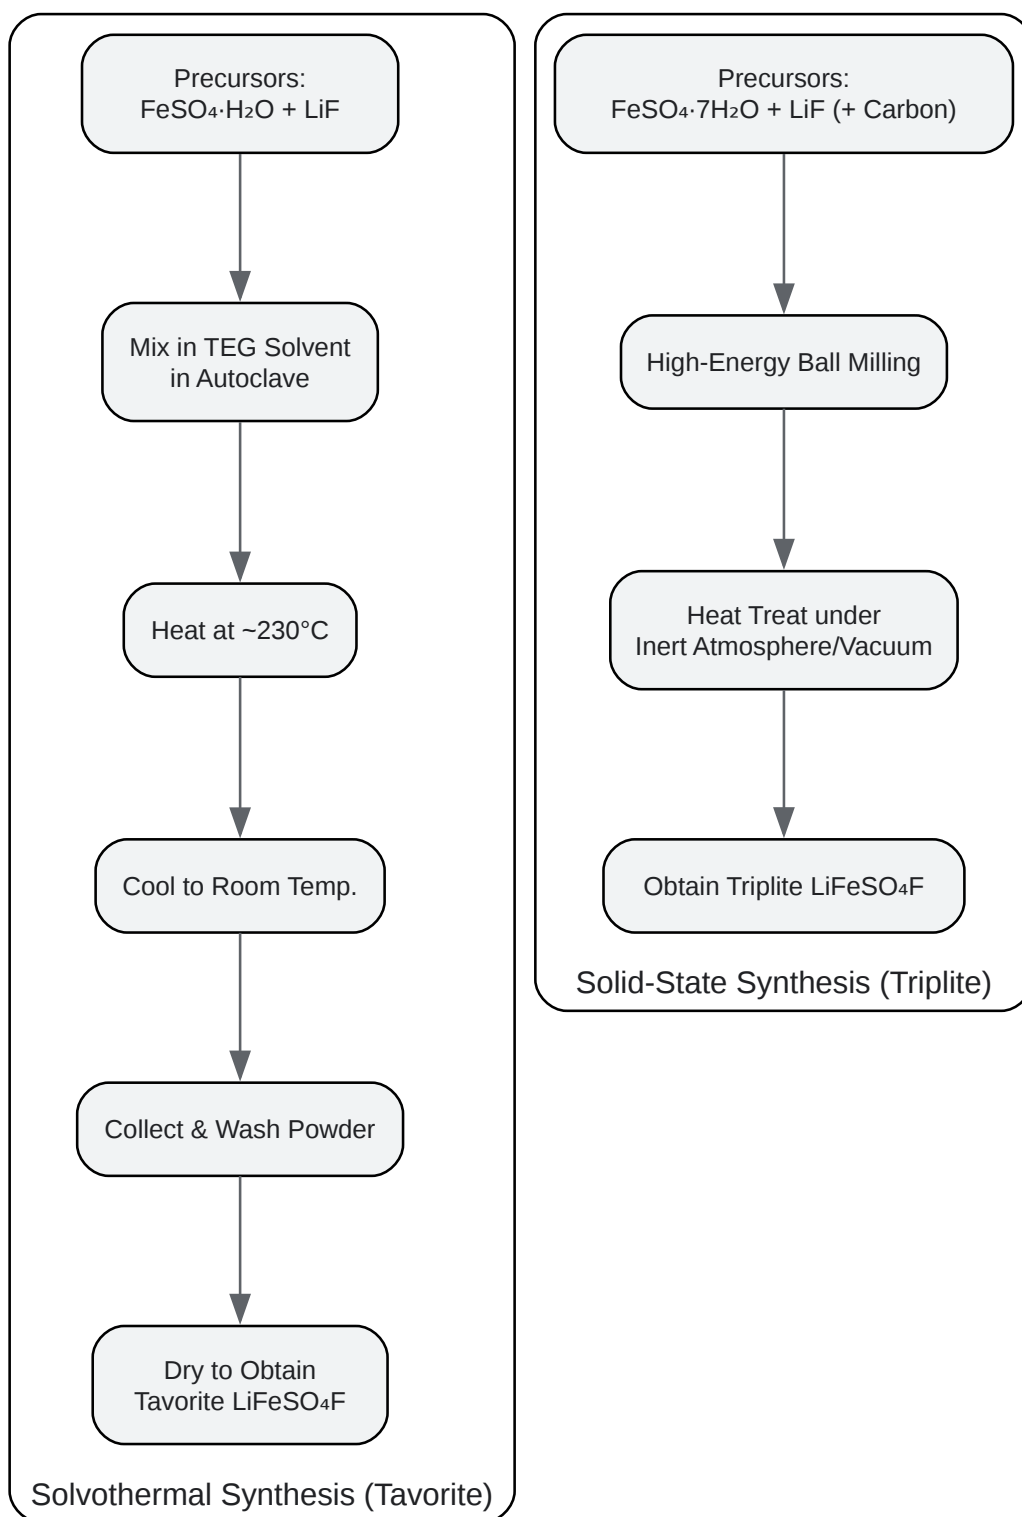 Precursors:
FeSO₄·H₂O + LiF
Mix in TEG Solvent
in Autoclave
Heat at ~230°C
Cool to Room Temp.
Collect & Wash Powder
Dry to Obtain
Tavorite LiFeSO₄F
Solvothermal Synthesis (Tavorite)
Precursors:
FeSO₄·7H₂O + LiF (+ Carbon)
High-Energy Ball Milling
Heat Treat under
Inert Atmosphere/Vacuum
Obtain Triplite LiFeSO₄F
Solid-State Synthesis (Triplite)